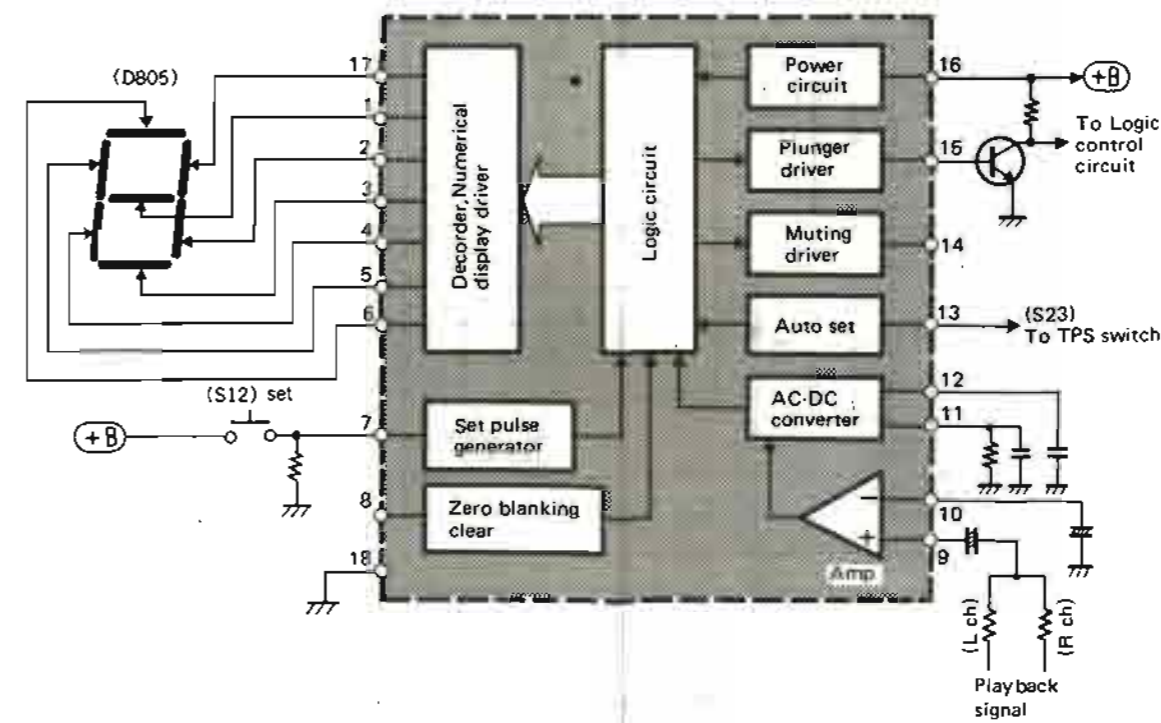 (D805)
17
1
2
3
4
5
6
(S12) set
+B
7
8
18
Decorder, Numerical
display driver
Set pulse
generator
Zero blanking
clear
Logic circuit
Power
circuit
Plunger
driver
Muting
driver
Auto set
AC-DC
converter
Amp
−
+
16
+B
15
To Logic
control
circuit
14
13
(S23)
To TPS switch
12
11
10
9
(L ch)
(R ch)
Playback
signal